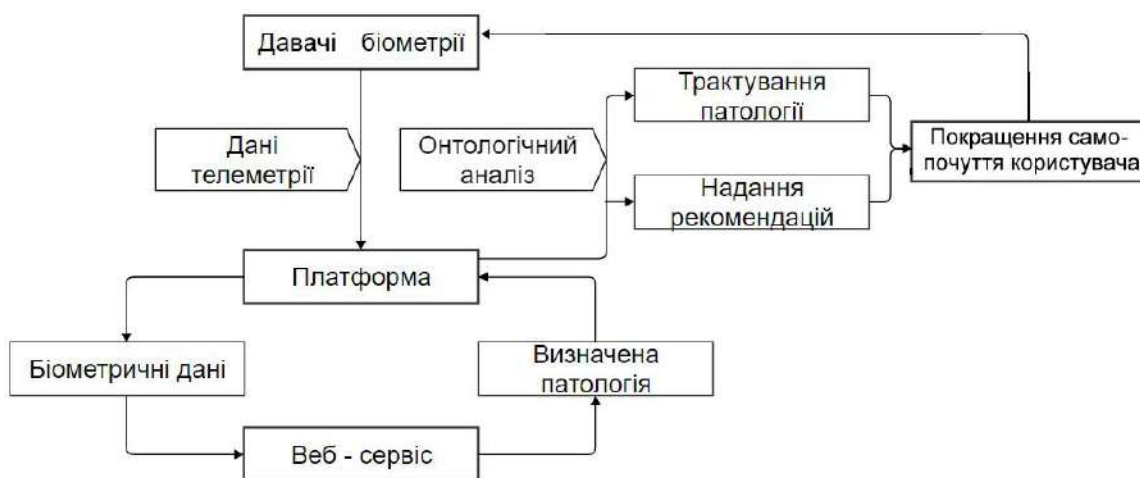 Давачі біометрії
Трактування
патології
Дані
телеметрії
Онтологічний
аналіз
Покращення само-
почуття користувача
Надання
рекомендацій
Платформа
Біометричні дані
Визначена
патологія
Веб - сервіс